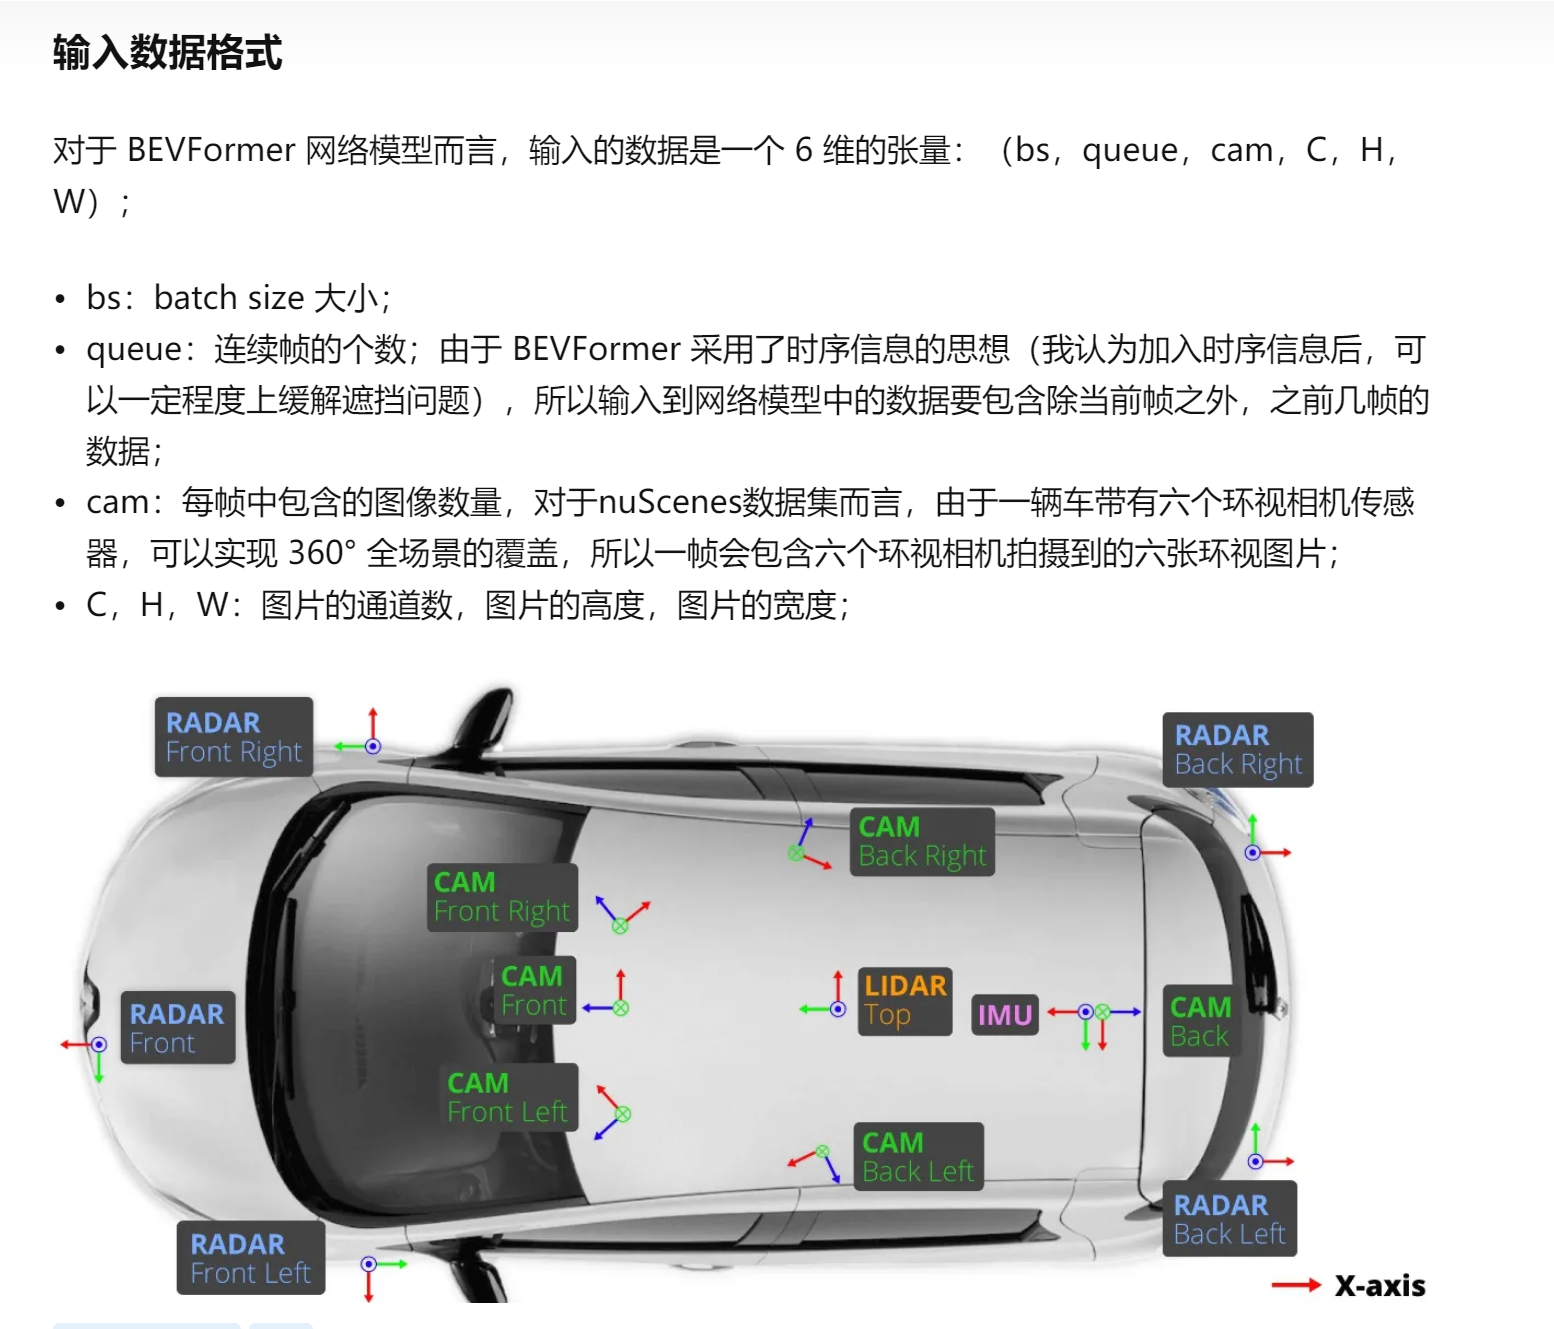 输入数据格式
对于 BEVFormer 网络模型而言，输入的数据是一个 6 维的张量：（bs，queue，cam，C，H，
W）；
• bs：batch size 大小；
• queue：连续帧的个数；由于 BEVFormer 采用了时序信息的思想（我认为加入时序信息后，可
以一定程度上缓解遮挡问题），所以输入到网络模型中的数据要包含除当前帧之外，之前几帧的
数据；
• cam：每帧中包含的图像数量，对于nuScenes数据集而言，由于一辆车带有六个环视相机传感
器，可以实现 360° 全场景的覆盖，所以一帧会包含六个环视相机拍摄到的六张环视图片；
• C，H，W：图片的通道数，图片的高度，图片的宽度；
RADAR
Front Right
RADAR
Back Right
CAM
Back Right
CAM
Front Right
CAM
Front
LIDAR
Top
IMU
CAM
Back
RADAR
Front
CAM
Front Left
CAM
Back Left
RADAR
Back Left
RADAR
Front Left
X-axis